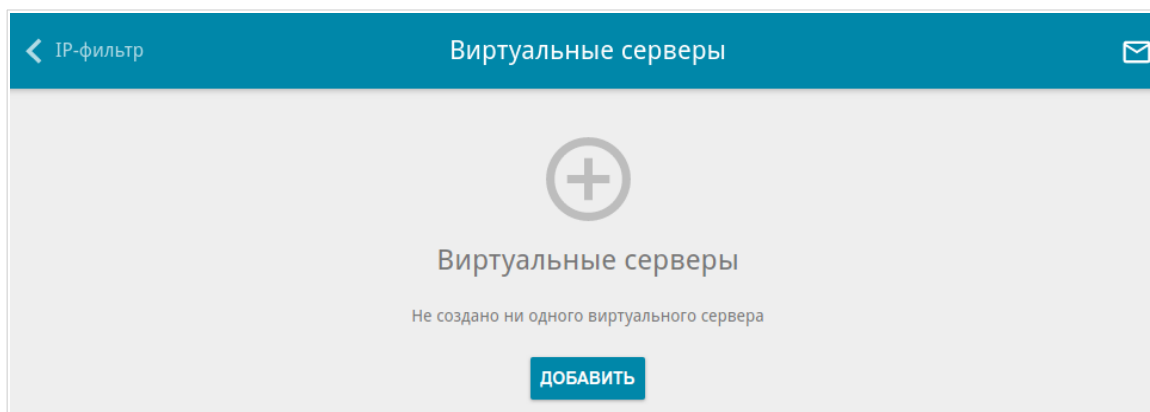 IP-фильтр
Виртуальные серверы
Виртуальные серверы
Не создано ни одного виртуального сервера
ДОБАВИТЬ